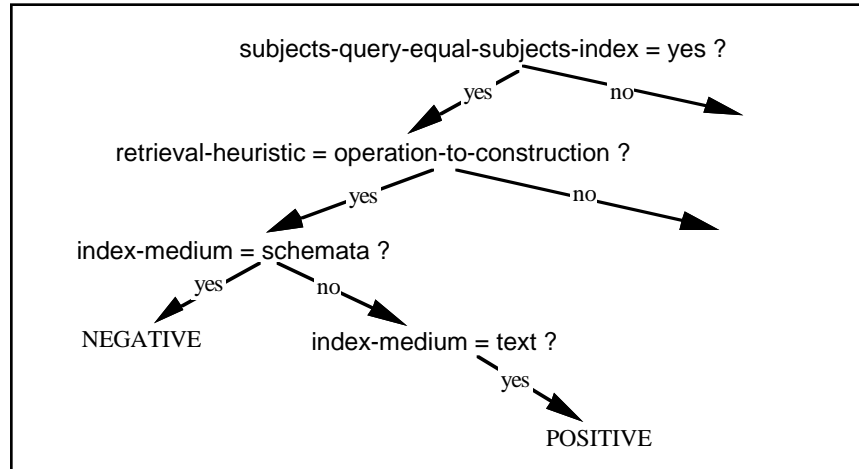 subjects-query-equal-subjects-index = yes ?
yes
no
retrieval-heuristic = operation-to-construction ?
yes
no
index-medium = schemata ?
yes
no
NEGATIVE
index-medium = text ?
yes
POSITIVE